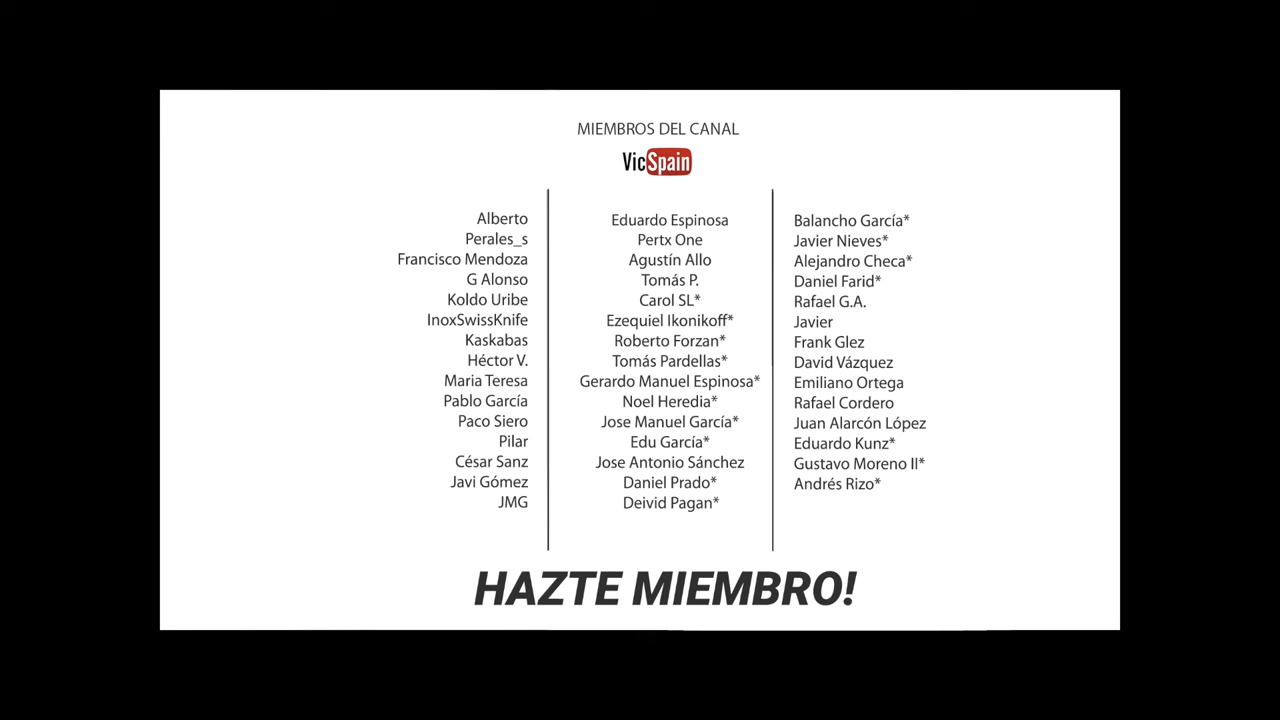 MIEMBROS DEL CANAL
VicSpain
Alberto
Perales_s
Francisco Mendoza
G Alonso
Koldo Uribe
InoxSwissKnife
Kaskabas
Héctor V.
Maria Teresa
Pablo García
Paco Siero
Pilar
César Sanz
Javi Gómez
JMG
Eduardo Espinosa
Pertx One
Agustín Allo
Tomás P.
Carol SL*
Ezequiel Ikonikoff*
Roberto Forzan*
Tomás Pardellas*
Gerardo Manuel Espinosa*
Noel Heredia*
Jose Manuel García*
Edu García*
Jose Antonio Sánchez
Daniel Prado*
Deivid Pagan*
Balancho García*
Javier Nieves*
Alejandro Checa*
Daniel Farid*
Rafael G.A.
Javier
Frank Glez
David Vázquez
Emiliano Ortega
Rafael Cordero
Juan Alarcón López
Eduardo Kunz*
Gustavo Moreno II*
Andrés Rizo*
HAZTE MIEMBRO!